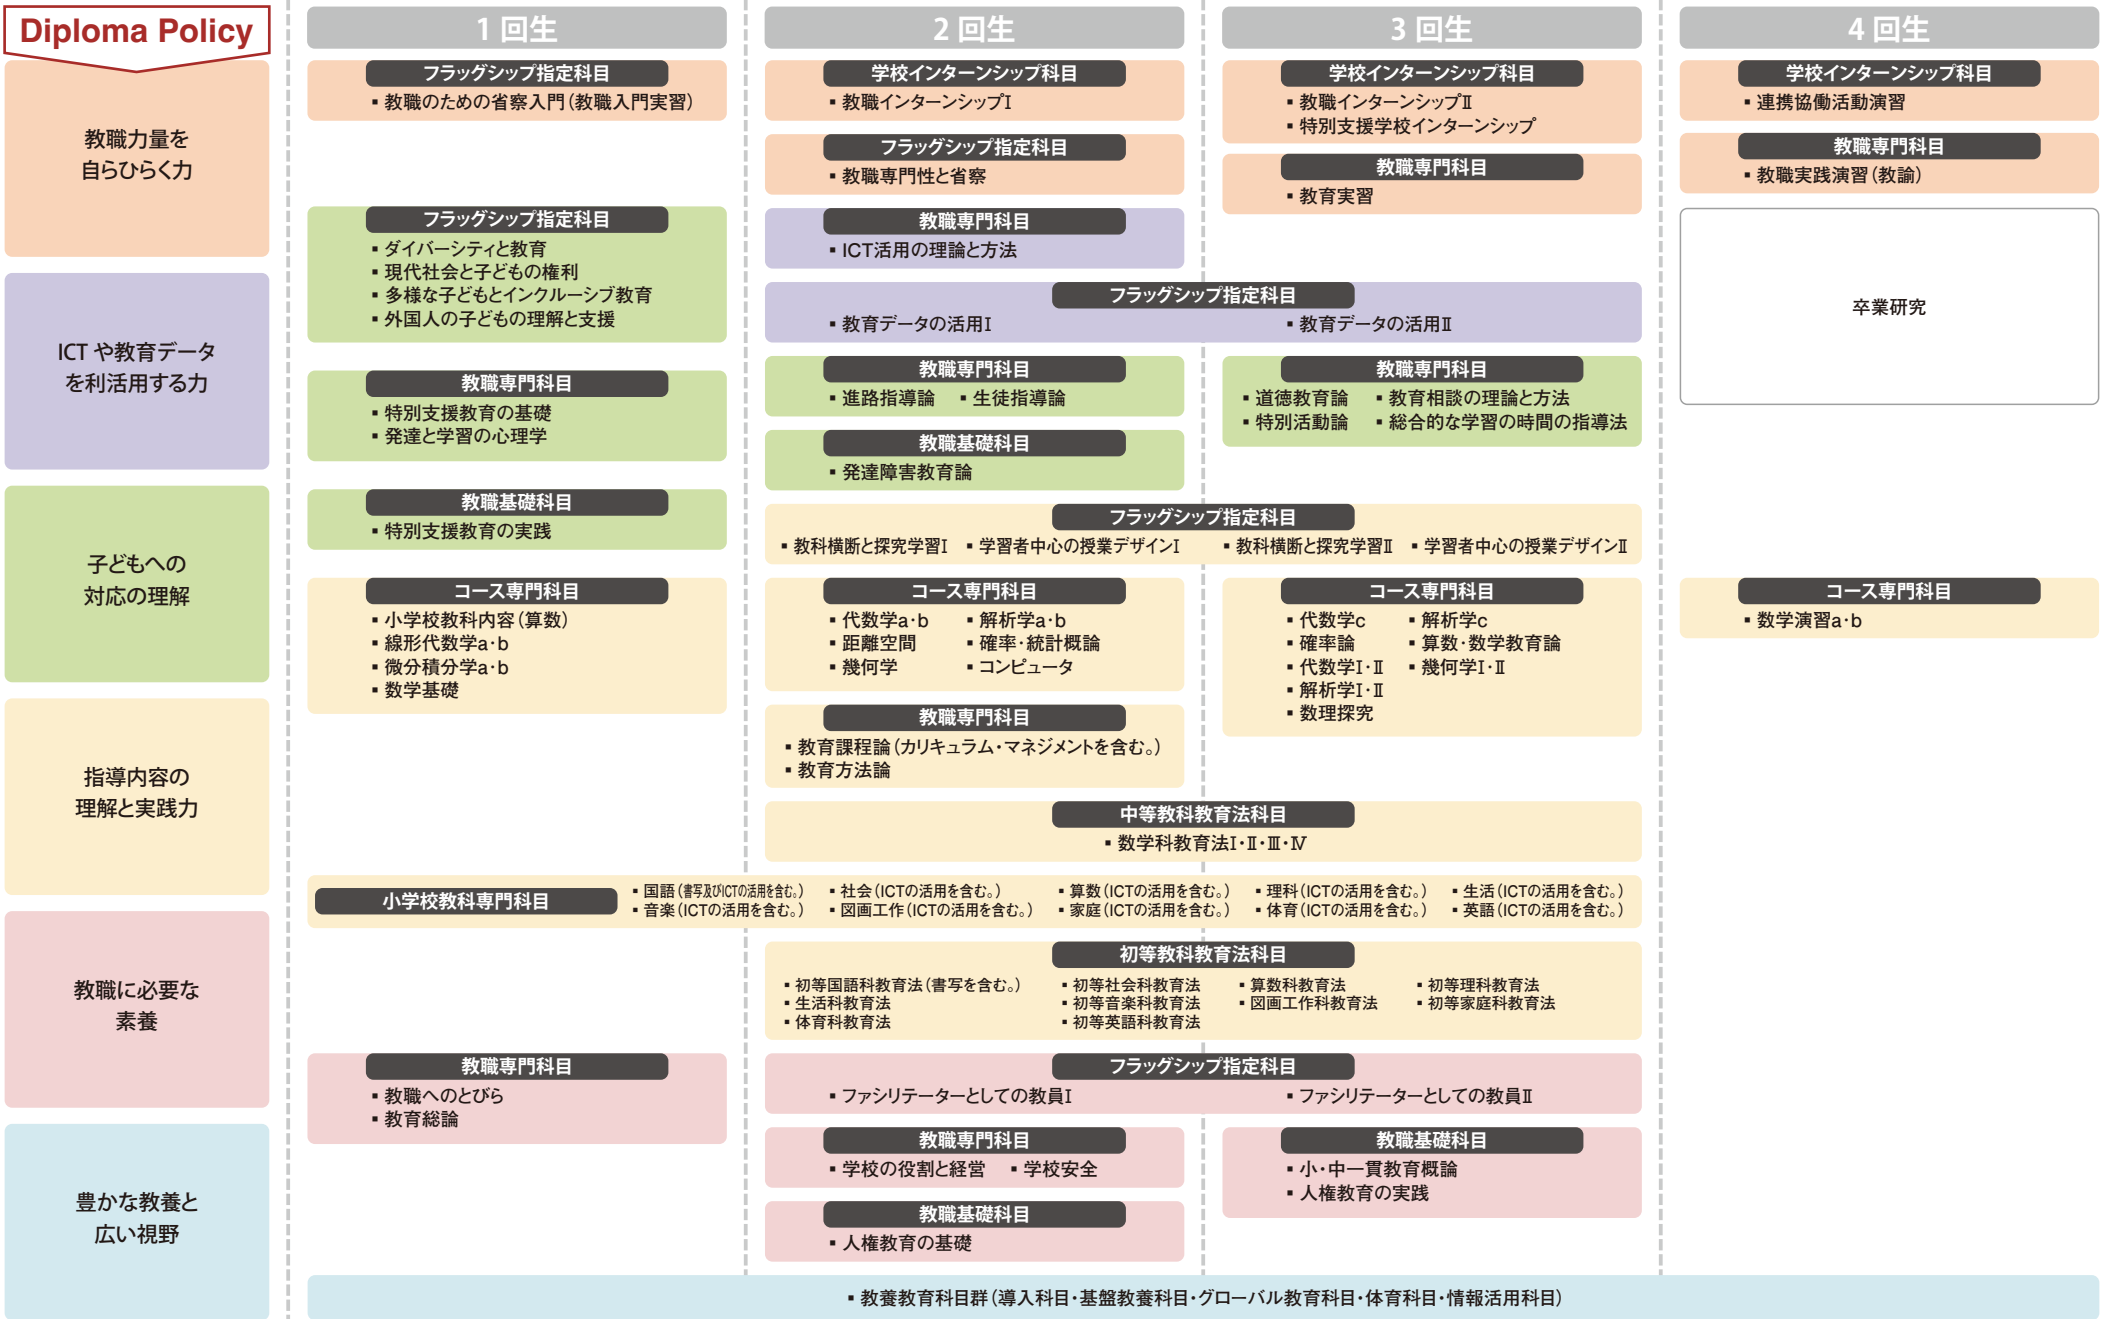 Diploma Policy
1 回生
2 回生
3 回生
4 回生
教職力量を
自らひらく力
ICT や教育データ
を利活用する力
子どもへの
対応の理解
指導内容の
理解と実践力
教職に必要な
素養
豊かな教養と
広い視野
フラッグシップ指定科目
▪ 教職のための省察入門(教職入門実習)
フラッグシップ指定科目
▪ ダイバーシティと教育
▪ 現代社会と子どもの権利
▪ 多様な子どもとインクルーシブ教育
▪ 外国人の子どもの理解と支援
教職専門科目
▪ 特別支援教育の基礎
▪ 発達と学習の心理学
教職基礎科目
▪ 特別支援教育の実践
コース専門科目
▪ 小学校教科内容(算数)
▪ 線形代数学a・b
▪ 微分積分学a・b
▪ 数学基礎
学校インターンシップ科目
▪ 教職インターンシップⅠ
フラッグシップ指定科目
▪ 教職専門性と省察
教職専門科目
▪ ICT活用の理論と方法
学校インターンシップ科目
▪ 教職インターンシップⅡ
▪ 特別支援学校インターンシップ
教職専門科目
▪ 教育実習
学校インターンシップ科目
▪ 連携協働活動演習
教職専門科目
▪ 教職実践演習(教諭)
卒業研究
フラッグシップ指定科目
▪ 教育データの活用Ⅰ ▪ 教育データの活用Ⅱ
教職専門科目
▪ 進路指導論 ▪ 生徒指導論
教職基礎科目
▪ 発達障害教育論
教職専門科目
▪ 道徳教育論 ▪ 教育相談の理論と方法
▪ 特別活動論 ▪ 総合的な学習の時間の指導法
フラッグシップ指定科目
▪ 教科横断と探究学習Ⅰ ▪ 学習者中心の授業デザインⅠ ▪ 教科横断と探究学習Ⅱ ▪ 学習者中心の授業デザインⅡ
コース専門科目
▪ 代数学a・b ▪ 解析学a・b
▪ 距離空間 ▪ 確率・統計概論
▪ 幾何学 ▪ コンピュータ
コース専門科目
▪ 代数学c ▪ 解析学c
▪ 確率論 ▪ 算数・数学教育論
▪ 代数学Ⅰ・Ⅱ ▪ 幾何学Ⅰ・Ⅱ
▪ 解析学Ⅰ・Ⅱ
▪ 数理探究
コース専門科目
▪ 数学演習a・b
教職専門科目
▪ 教育課程論(カリキュラム・マネジメントを含む。)
▪ 教育方法論
中等教科教育法科目
▪ 数学科教育法Ⅰ・Ⅱ・Ⅲ・Ⅳ
小学校教科専門科目
▪ 国語(書写及びICTの活用を含む。) ▪ 社会(ICTの活用を含む。) ▪ 算数(ICTの活用を含む。) ▪ 理科(ICTの活用を含む。) ▪ 生活(ICTの活用を含む。)
▪ 音楽(ICTの活用を含む。) ▪ 図画工作(ICTの活用を含む。) ▪ 家庭(ICTの活用を含む。) ▪ 体育(ICTの活用を含む。) ▪ 英語(ICTの活用を含む。)
初等教科教育法科目
▪ 初等国語科教育法(書写を含む。) ▪ 初等社会科教育法 ▪ 算数科教育法 ▪ 初等理科教育法
▪ 生活科教育法 ▪ 初等音楽科教育法 ▪ 図画工作科教育法 ▪ 初等家庭科教育法
▪ 体育科教育法 ▪ 初等英語科教育法
教職専門科目
▪ 教職へのとびら
▪ 教育総論
フラッグシップ指定科目
▪ ファシリテーターとしての教員Ⅰ ▪ ファシリテーターとしての教員Ⅱ
教職専門科目
▪ 学校の役割と経営 ▪ 学校安全
教職基礎科目
▪ 人権教育の基礎
教職基礎科目
▪ 小・中一貫教育概論
▪ 人権教育の実践
▪ 教養教育科目群(導入科目・基盤教養科目・グローバル教育科目・体育科目・情報活用科目)